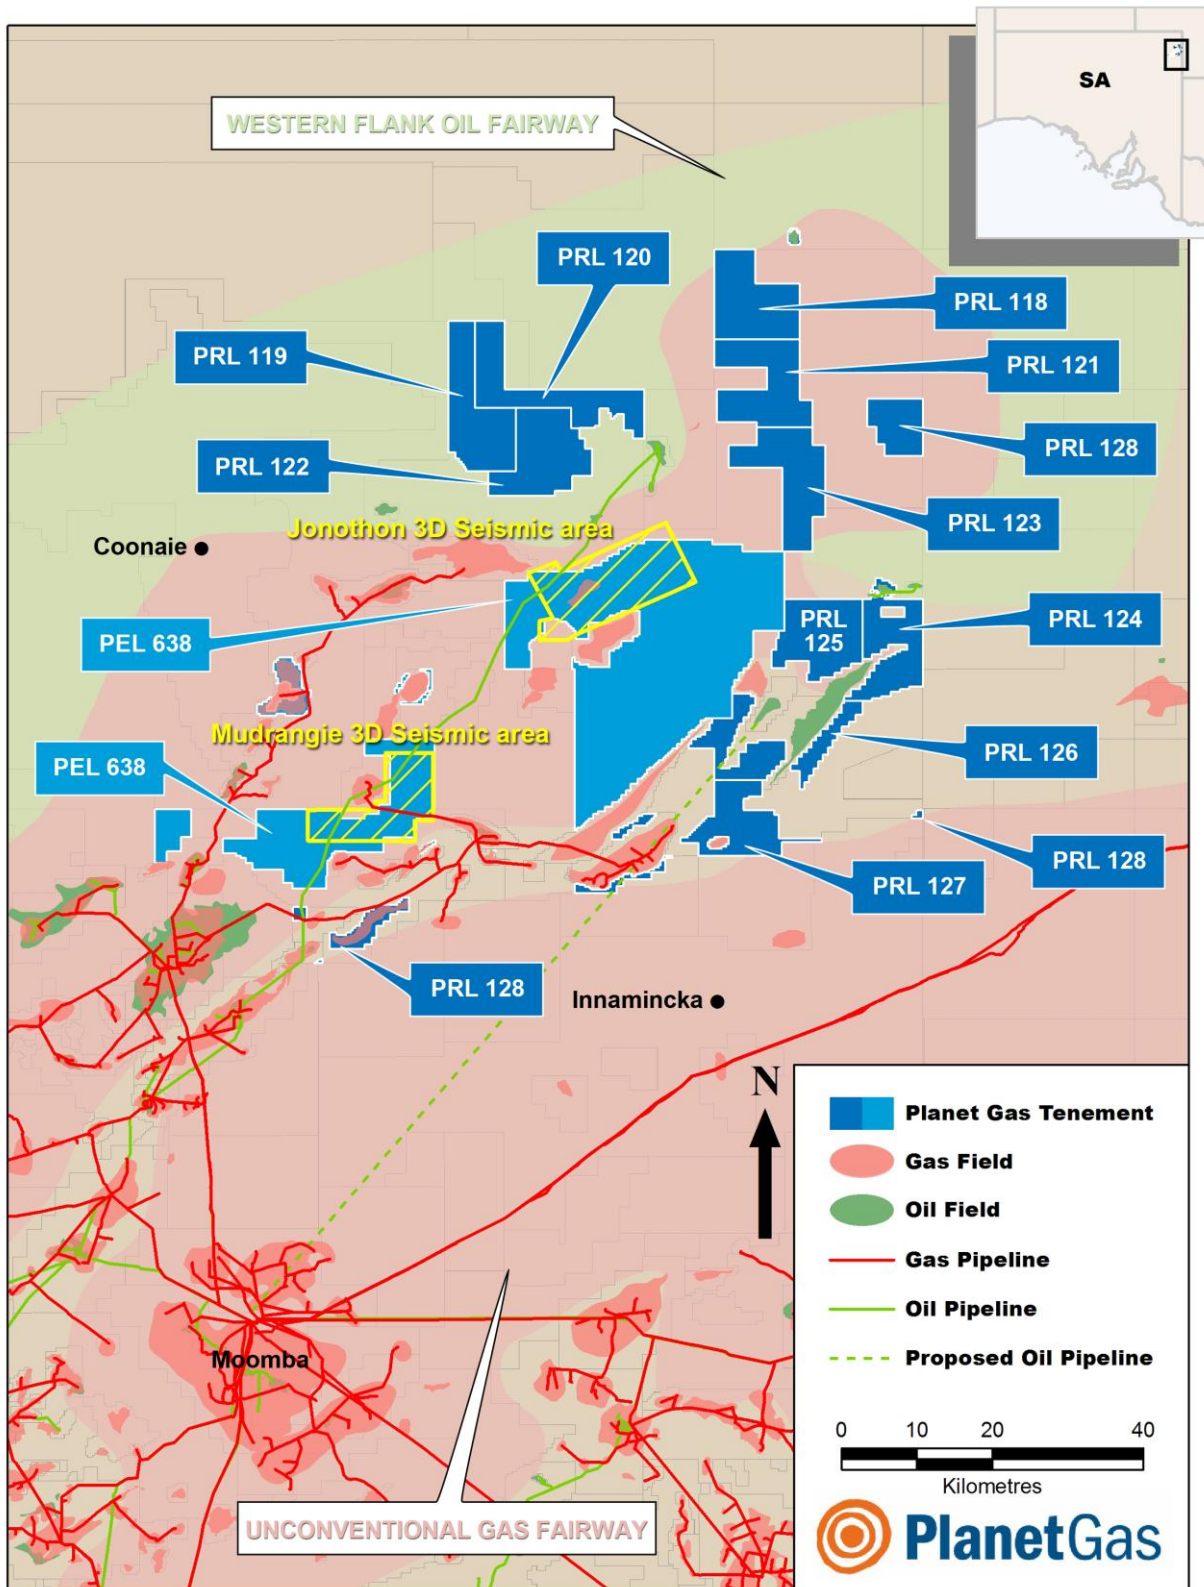 SA
WESTERN FLANK OIL FAIRWAY
PRL 120
PRL 118
PRL 119
PRL 121
PRL 128
PRL 122
PRL 123
Jonothon 3D Seismic area
Coonaie
PEL 638
PRL
125
PRL 124
Mudrangie 3D Seismic area
PRL 126
PEL 638
PRL 128
PRL 127
PRL 128
Innamincka
N
Planet Gas Tenement
Gas Field
Oil Field
Gas Pipeline
Oil Pipeline
Proposed Oil Pipeline
Moomba
0 10 20 40
Kilometres
UNCONVENTIONAL GAS FAIRWAY
PlanetGas